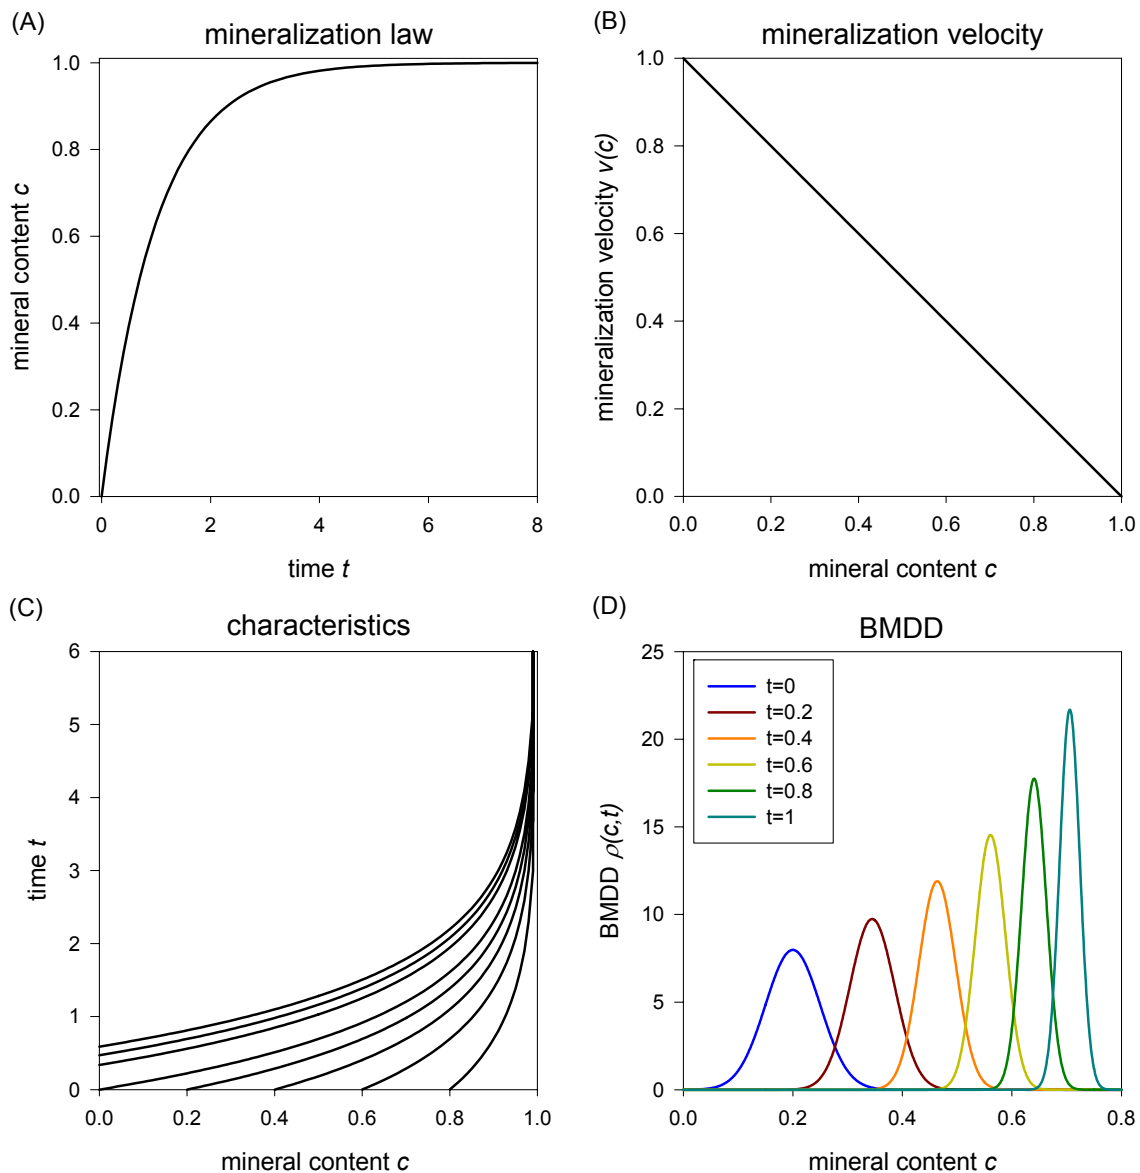 (A)
mineralization law
mineral content c
1.0
0.8
0.6
0.4
0.2
0.0
0 2 4 6 8
time t
(B)
mineralization velocity
mineralization velocity v(c)
1.0
0.8
0.6
0.4
0.2
0.0
0.0 0.2 0.4 0.6 0.8 1.0
mineral content c
(C)
characteristics
time t
6
5
4
3
2
1
0
0.0 0.2 0.4 0.6 0.8 1.0
mineral content c
(D)
BMDD
BMDD ρ(c,t)
25
20
15
10
5
0
t=0
t=0.2
t=0.4
t=0.6
t=0.8
t=1
0.0 0.2 0.4 0.6 0.8
mineral content c